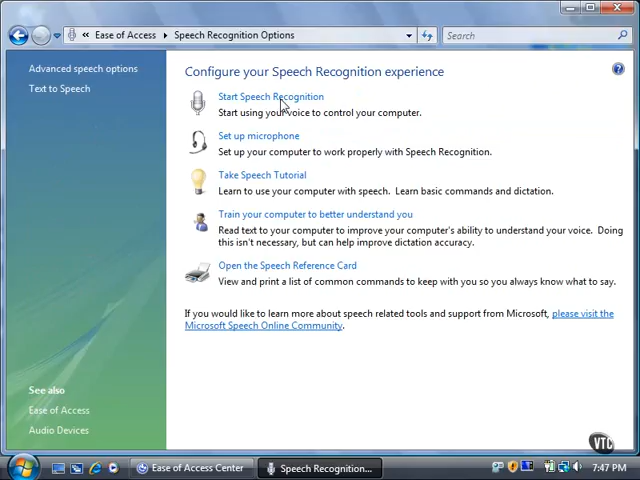 Ease of Access
Speech Recognition Options
Search
Advanced speech options
Text to Speech
Configure your Speech Recognition experience
Start Speech Recognition
Start using your voice to control your computer.
Set up microphone
Set up your computer to work properly with Speech Recognition.
Take Speech Tutorial
Learn to use your computer with speech. Learn basic commands and dictation.
Train your computer to better understand you
Read text to your computer to improve your computer's ability to understand your voice. Doing
this isn't necessary, but can help improve dictation accuracy.
Open the Speech Reference Card
View and print a list of common commands to keep with you so you always know what to say.
If you would like to learn more about speech related tools and support from Microsoft, please visit the
Microsoft Speech Online Community.
See also
Ease of Access
Audio Devices
VTC
Ease of Access Center
Speech Recognition...
7:47 PM